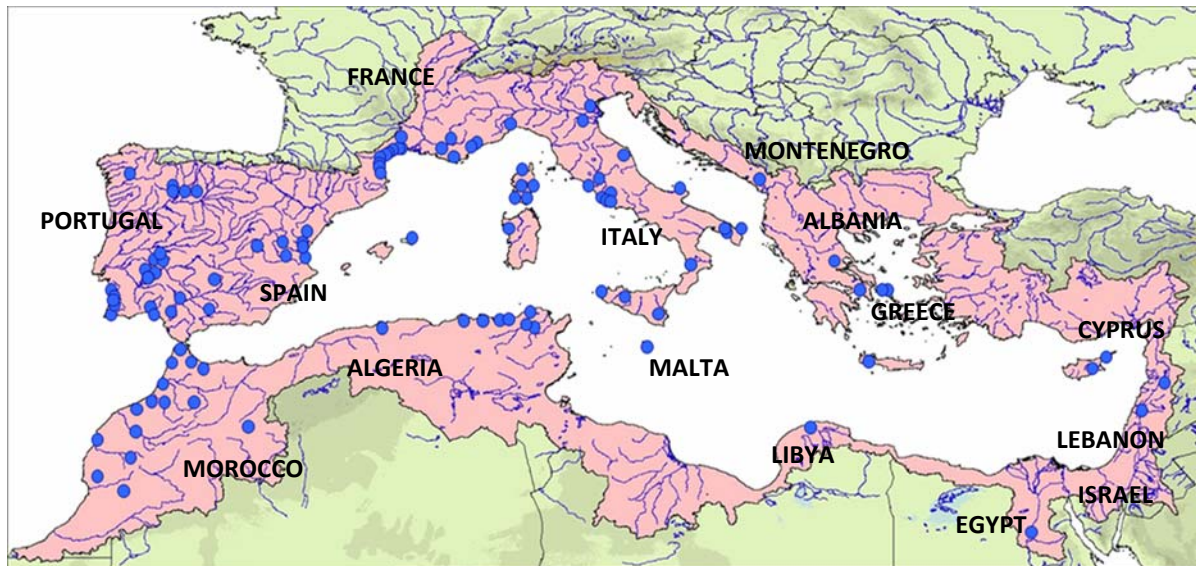 FRANCE
MONTENEGRO
PORTUGAL
ALBANIA
ITALY
SPAIN
GREECE
CYPRUS
ALGERIA
MALTA
LEBANON
LIBYA
MOROCCO
ISRAEL
EGYPT